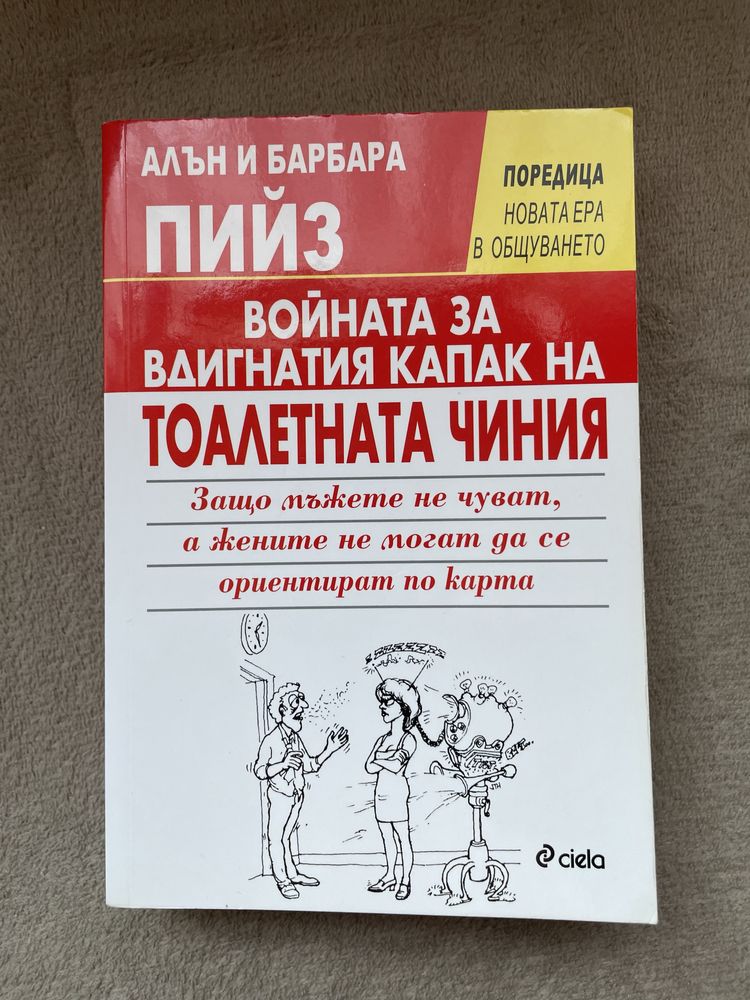 АЛЪН И БАРБАРА
ПИЙЗ
ПОРЕДИЦА
НОВАТА ЕРА
В ОБЩУВАНЕТО
ВОЙНАТА ЗА
ВДИГНАТИЯ КАПАК НА
ТОАЛЕТНАТА ЧИНИЯ
Защо мъжете не чуват,
а жените не могат да се
ориентират по карта
JTH
ciela